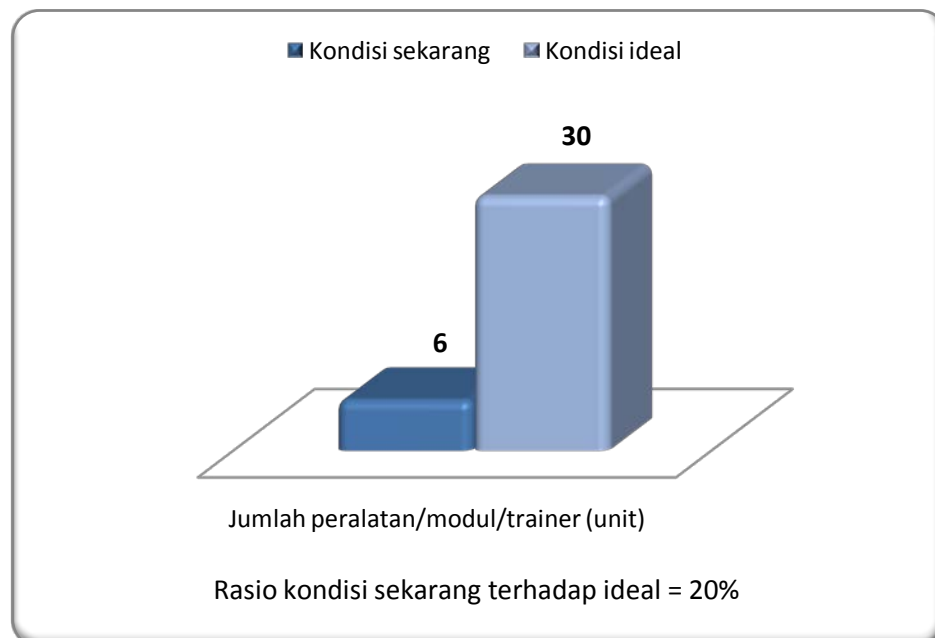 Kondisi sekarang Kondisi ideal
30
6
Jumlah peralatan/modul/trainer (unit)
Rasio kondisi sekarang terhadap ideal = 20%